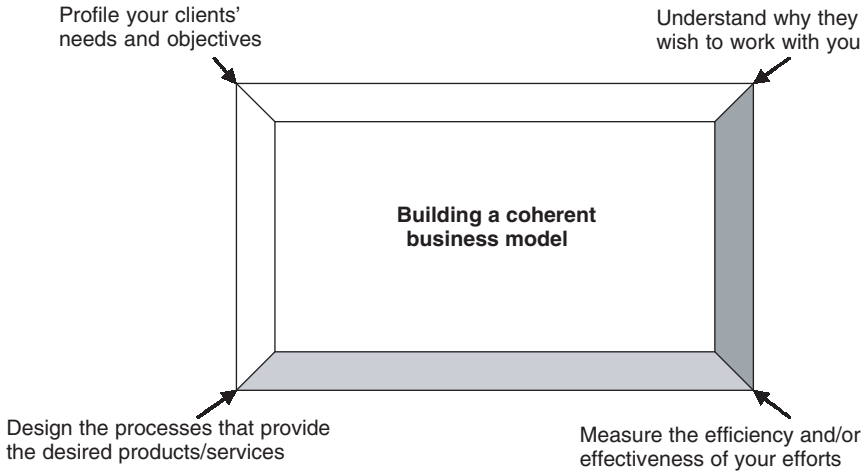 Profile your clients'
needs and objectives
Understand why they
wish to work with you
Building a coherent
business model
Design the processes that provide
the desired products/services
Measure the efficiency and/or
effectiveness of your efforts